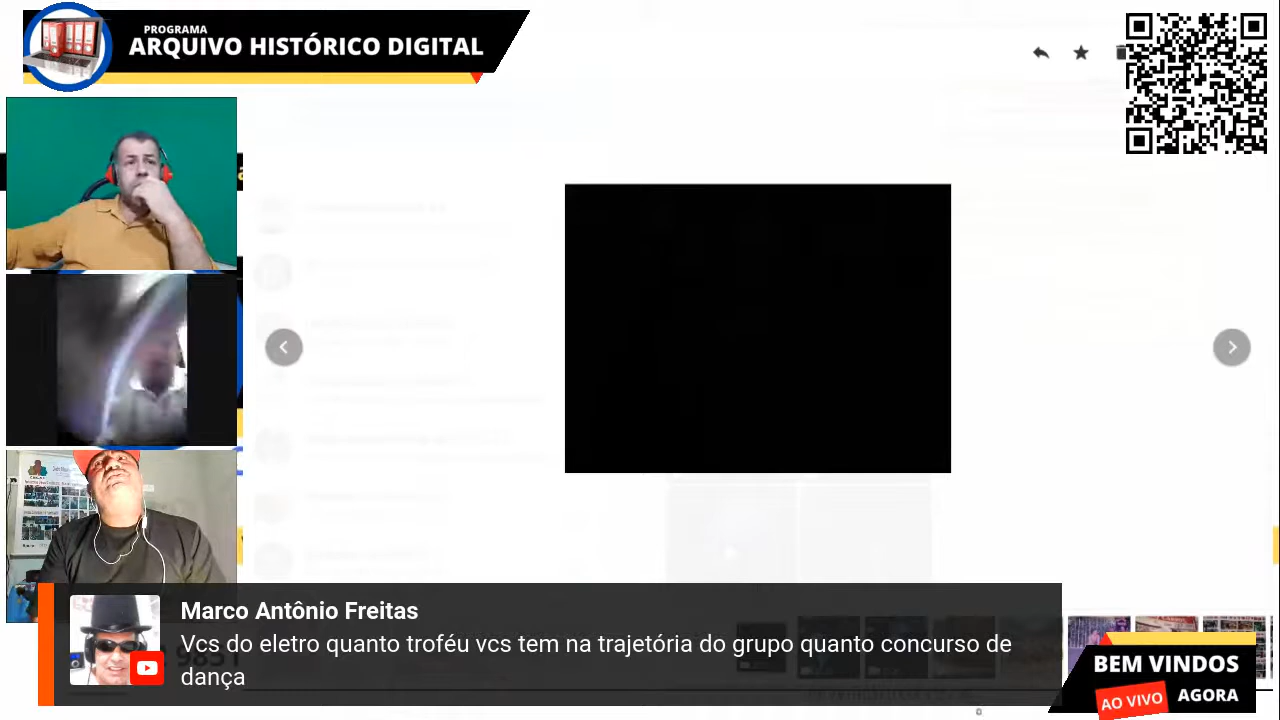 PROGRAMA
ARQUIVO HISTÓRICO DIGITAL
Marco Antônio Freitas
Vcs do eletro quanto troféu vcs tem na trajetória do grupo quanto concurso de
dança
BEM VINDOS
AO VIVO AGORA